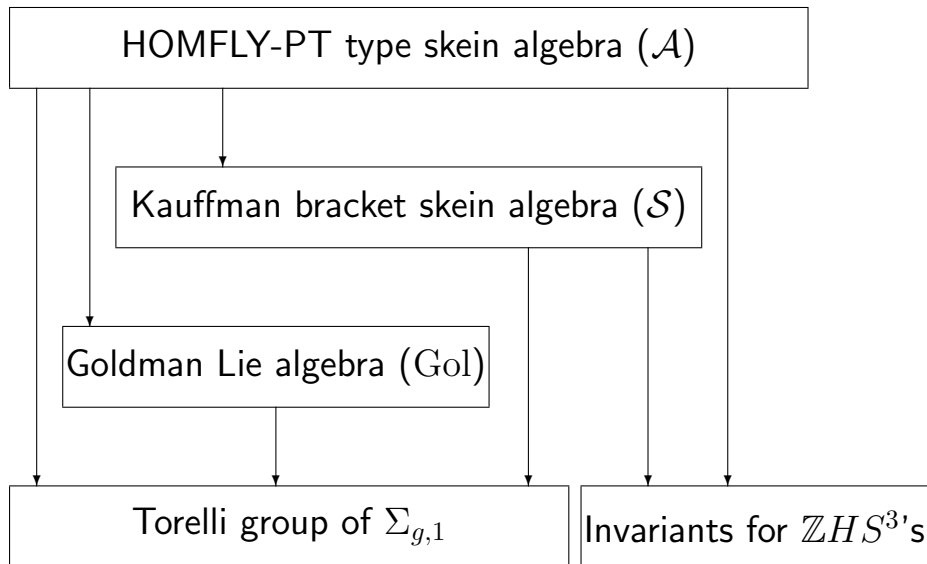 HOMFLY-PT type skein algebra (𝒜)
Kauffman bracket skein algebra (𝒮)
Goldman Lie algebra (Gol)
Torelli group of Σ_{g,1}
Invariants for ℤHS³'s